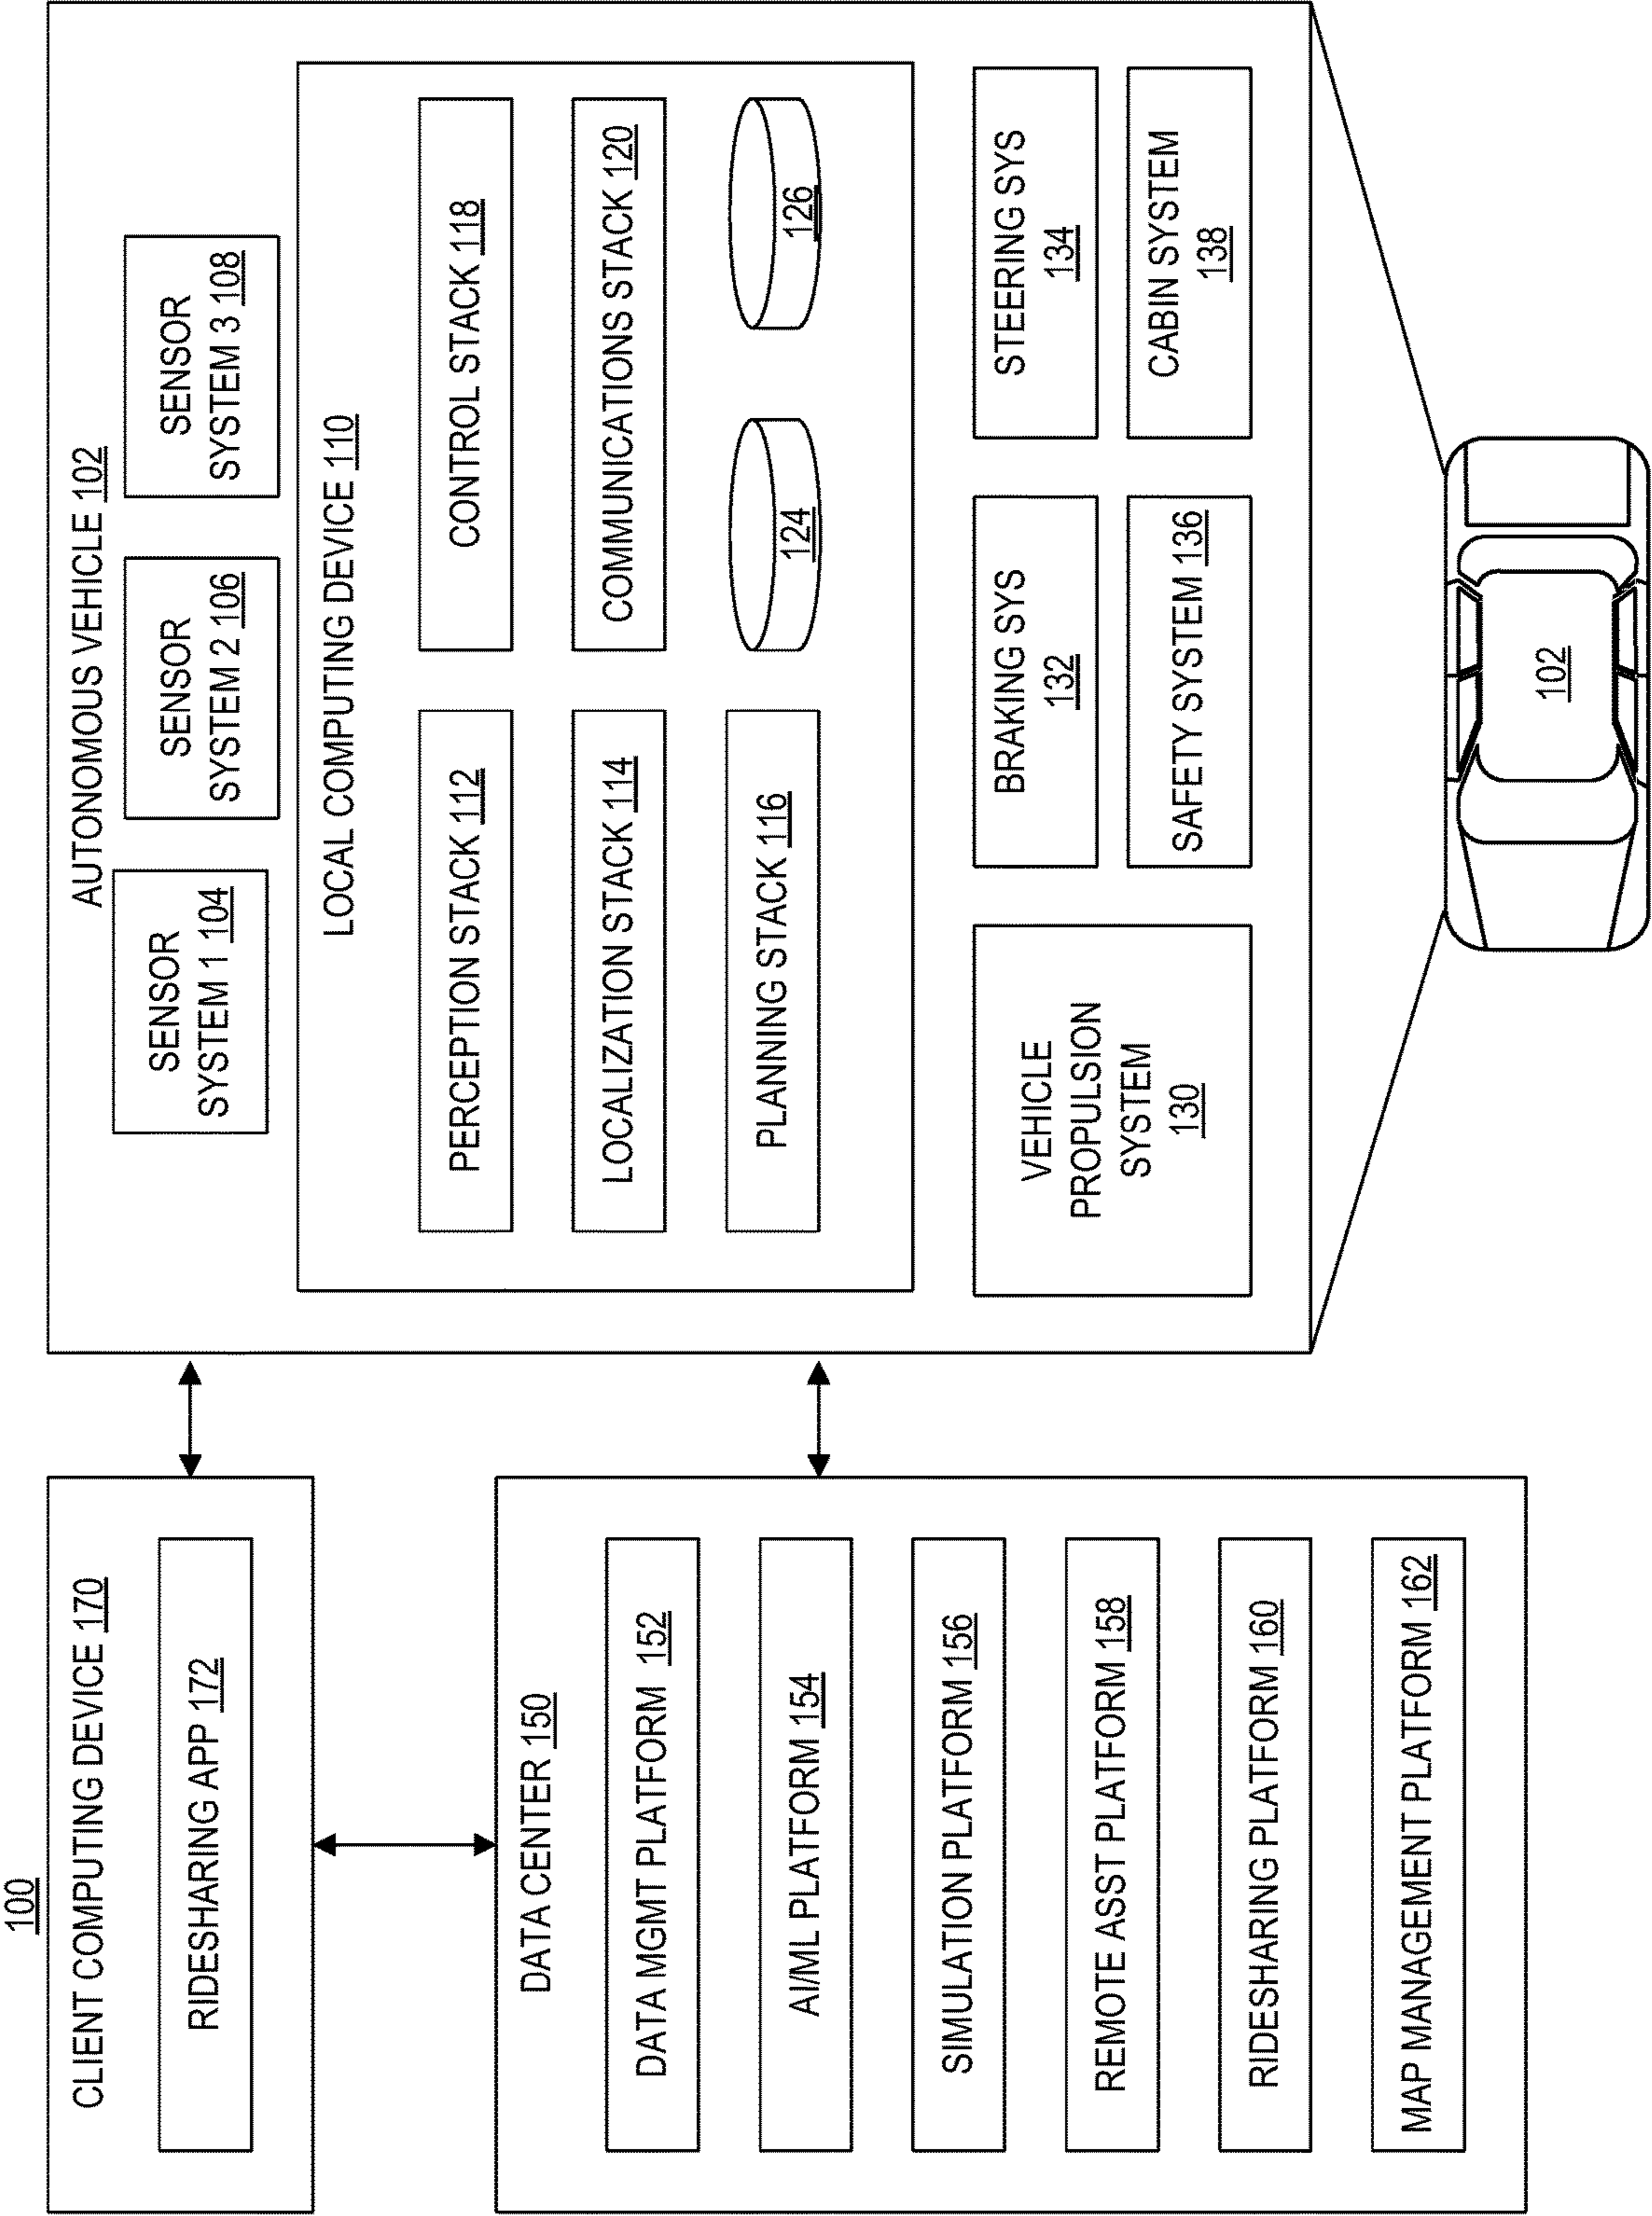 100
CLIENT COMPUTING DEVICE 170
RIDESHARING APP 172
DATA CENTER 150
DATA MGMT PLATFORM 152
AI/ML PLATFORM 154
SIMULATION PLATFORM 156
REMOTE ASST PLATFORM 158
RIDESHARING PLATFORM 160
MAP MANAGEMENT PLATFORM 162
AUTONOMOUS VEHICLE 102
SENSOR
SYSTEM 1 104
SENSOR
SYSTEM 2 106
SENSOR
SYSTEM 3 108
LOCAL COMPUTING DEVICE 110
PERCEPTION STACK 112
LOCALIZATION STACK 114
PLANNING STACK 116
CONTROL STACK 118
COMMUNICATIONS STACK 120
124
126
VEHICLE
PROPULSION
SYSTEM
130
BRAKING SYS
132
STEERING SYS
134
SAFETY SYSTEM 136
CABIN SYSTEM
138
102